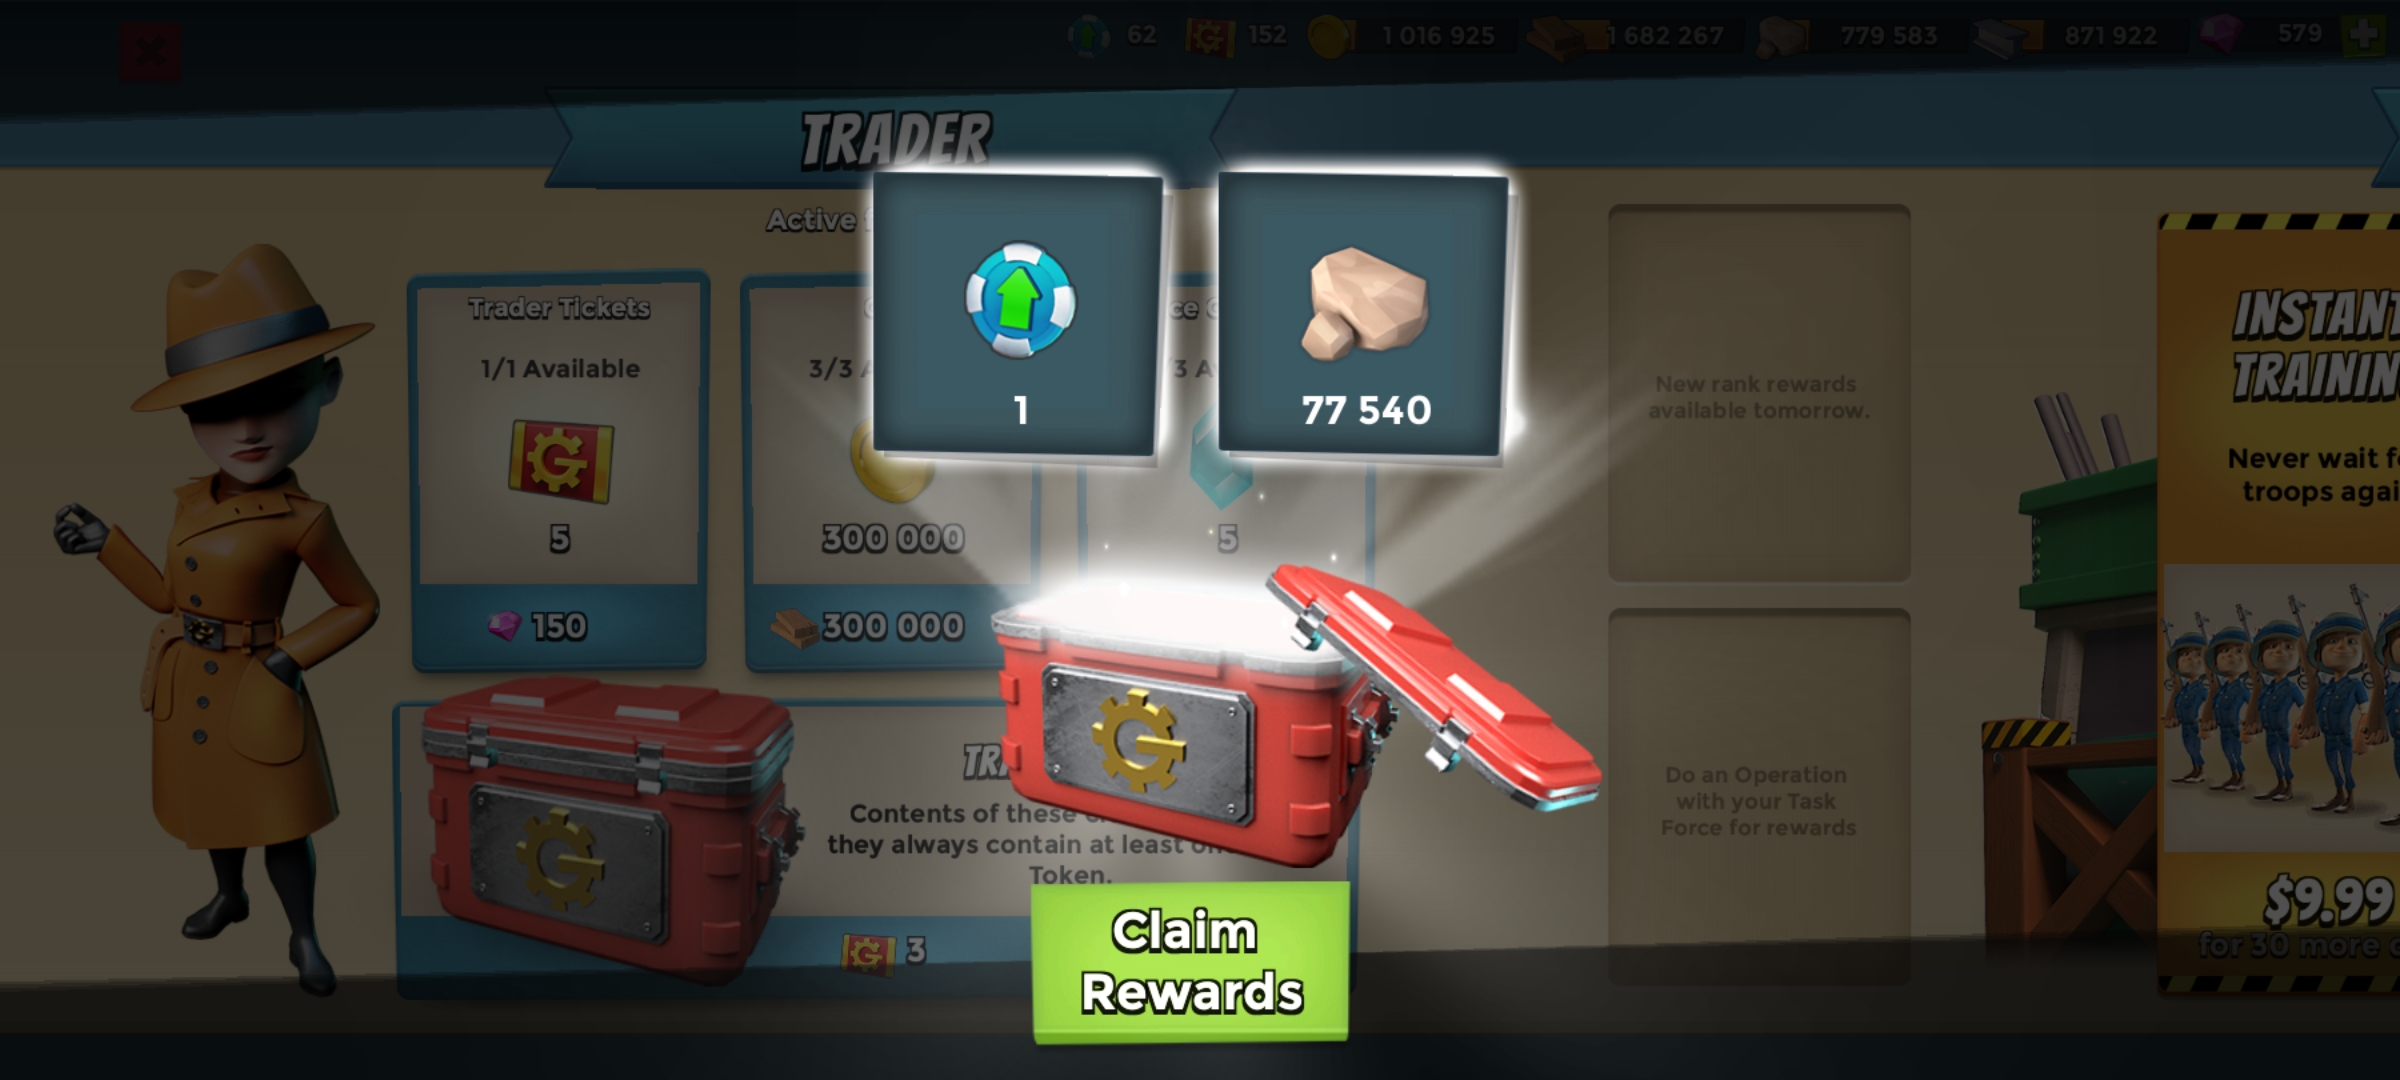 62
152
1 016 925
1 682 267
779 583
871 922
579
TRADER
Active
Trader Tickets
1/1 Available
5
150
3/3
300 000
300 000
5
1
77 540
New rank rewards
available tomorrow.
Do an Operation
with your Task
Force for rewards
Contents of these
they always contain at least
Token.
3
Claim
Rewards
Never wait
troops
$9.99
for 30 more